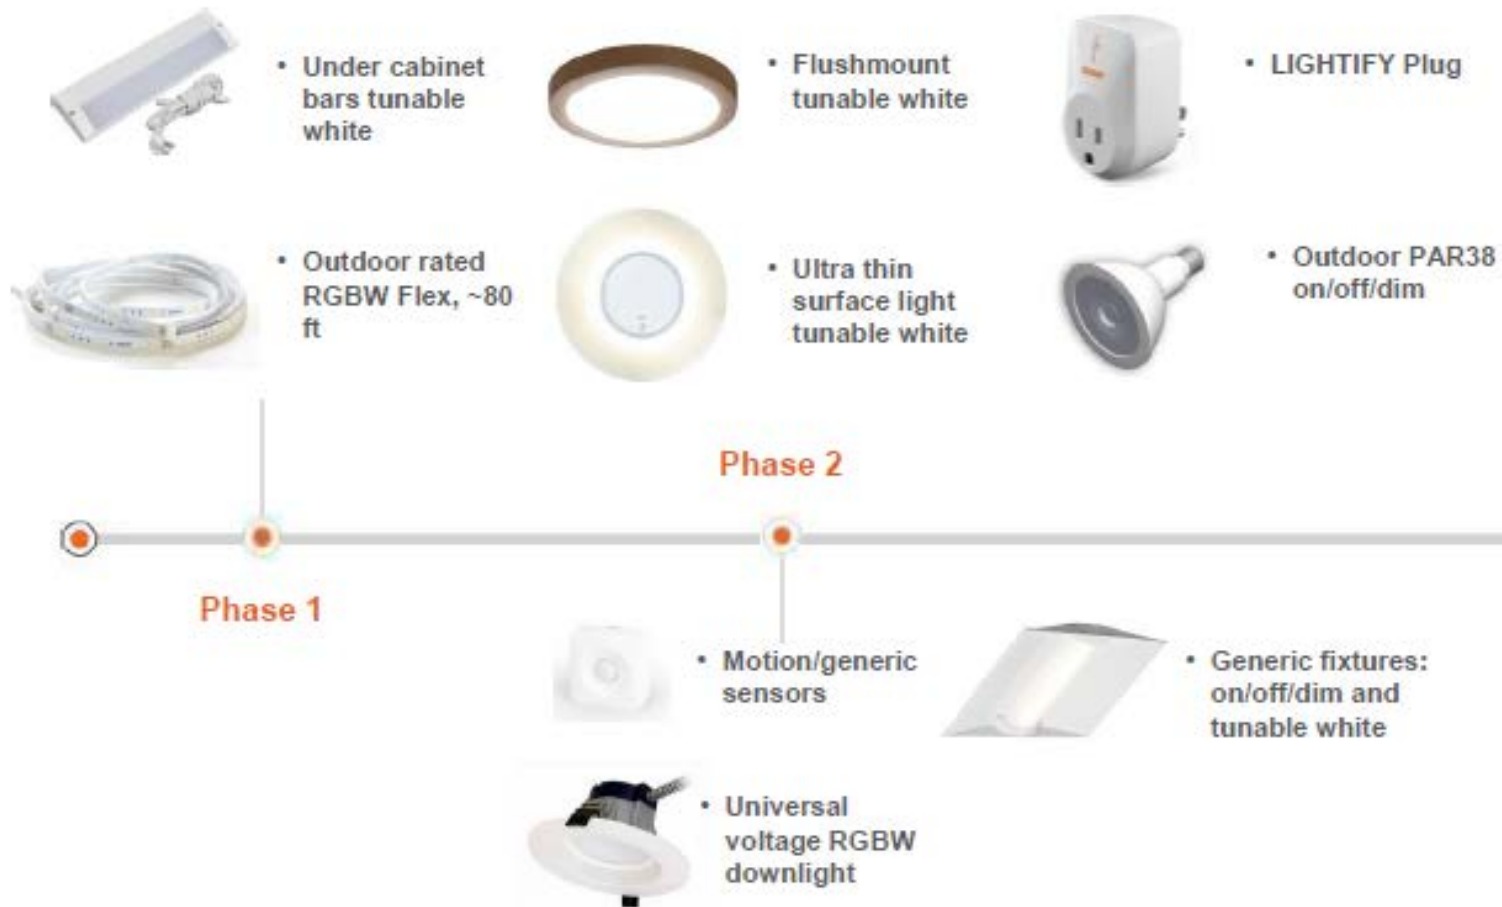 • Under cabinet
bars tunable
white
• Flushmount
tunable white
• LIGHTIFY Plug
• Outdoor rated
RGBW Flex, ~80
ft
• Ultra thin
surface light
tunable white
• Outdoor PAR38
on/off/dim
Phase 2
Phase 1
• Motion/generic
sensors
• Generic fixtures:
on/off/dim and
tunable white
• Universal
voltage RGBW
downlight